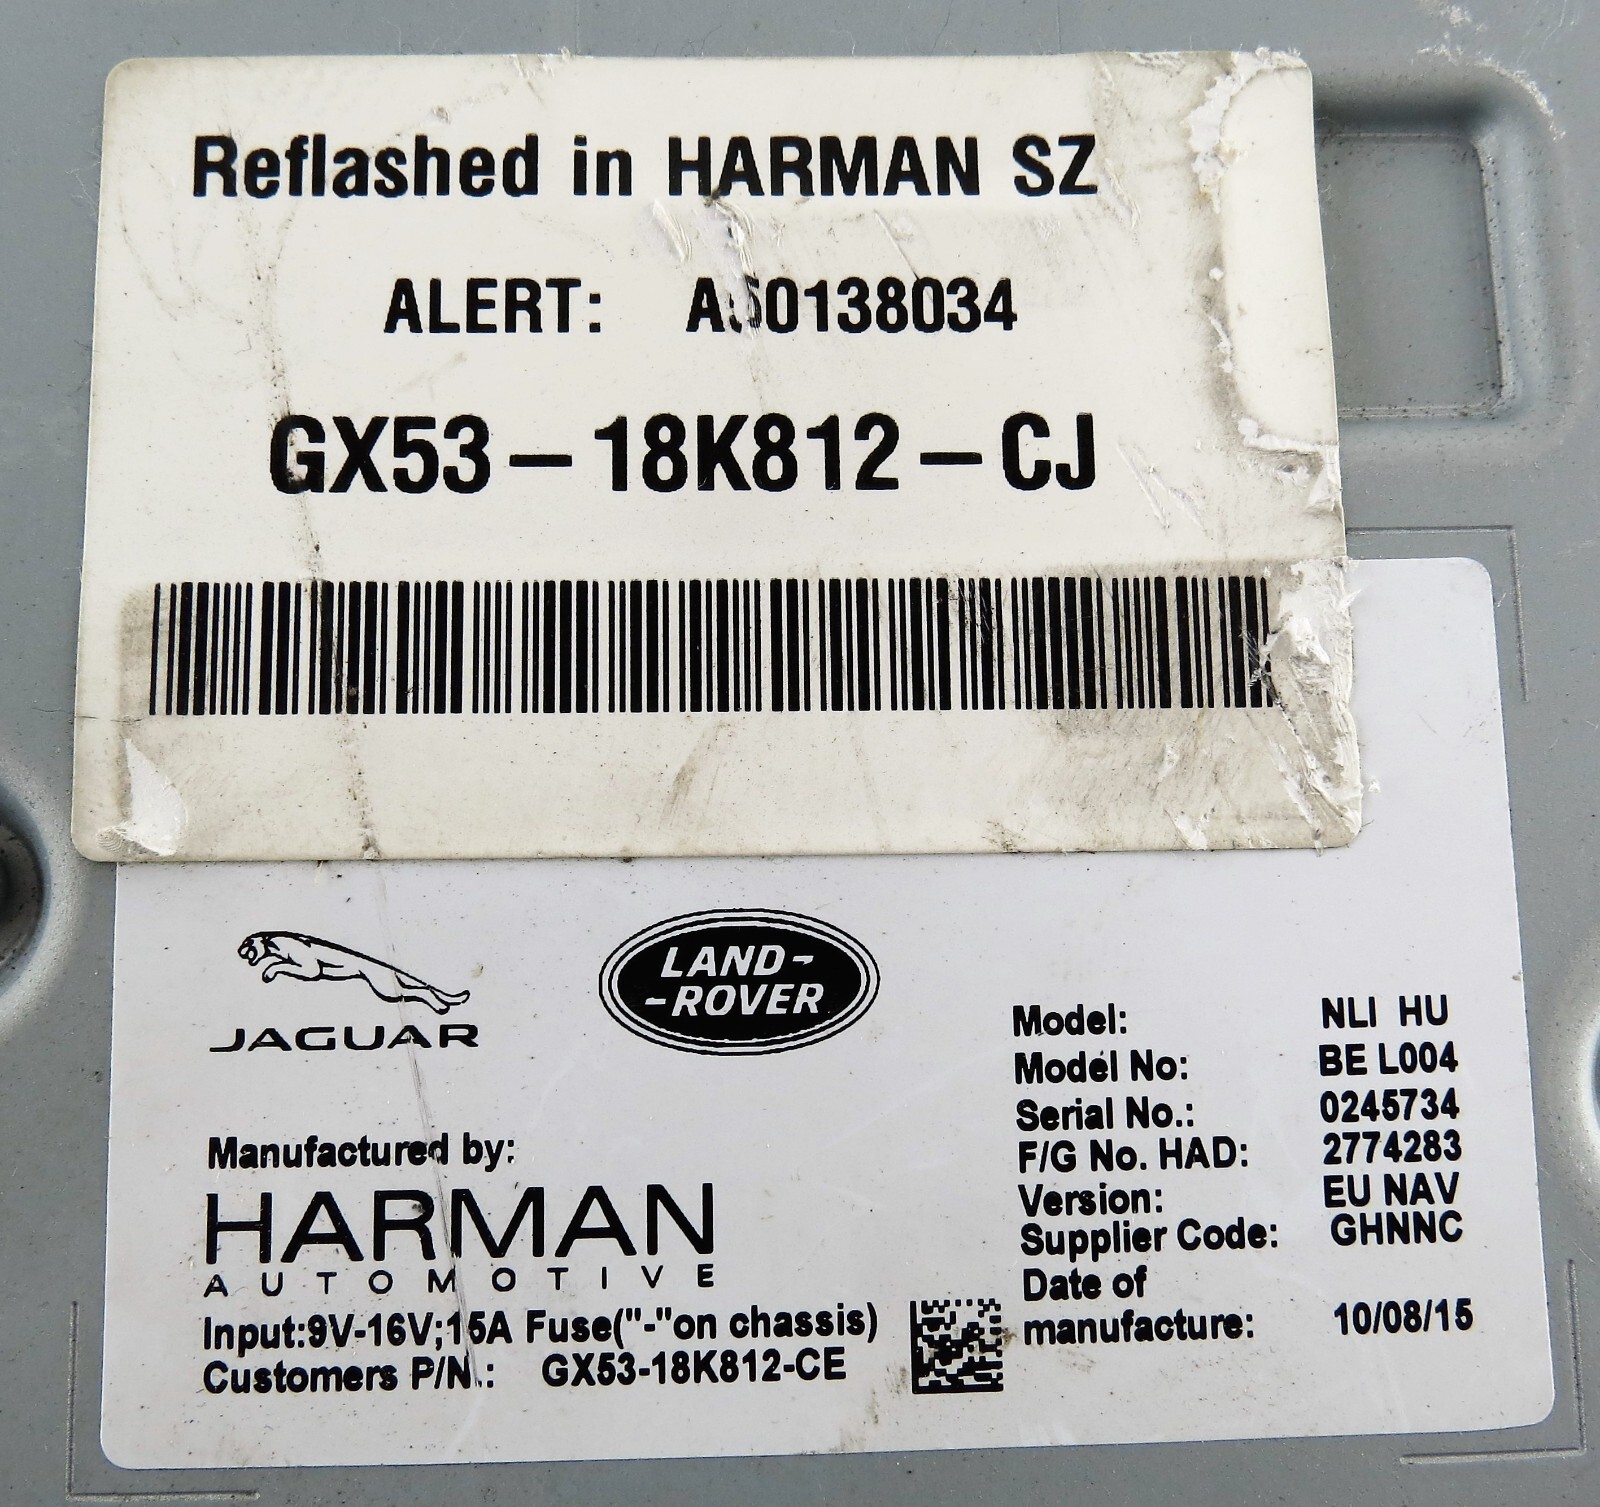 Reflashed in HARMAN SZ
ALERT:
GX53-18K812-CJ
JAGUAR
LAND-
-ROVER
Manufactured by:
HARMAN
AUTOMOTIVE
Input:9V-16V;15A Fuse("-"on chassis)
Customers P/N.: GX53-18K812-CE
Model: NLI HU
Model No: BE L004
Serial No.: 0245734
F/G No. HAD: 2774283
Version: EU NAV
Supplier Code: GHNNC
Date of
manufacture: 10/08/15